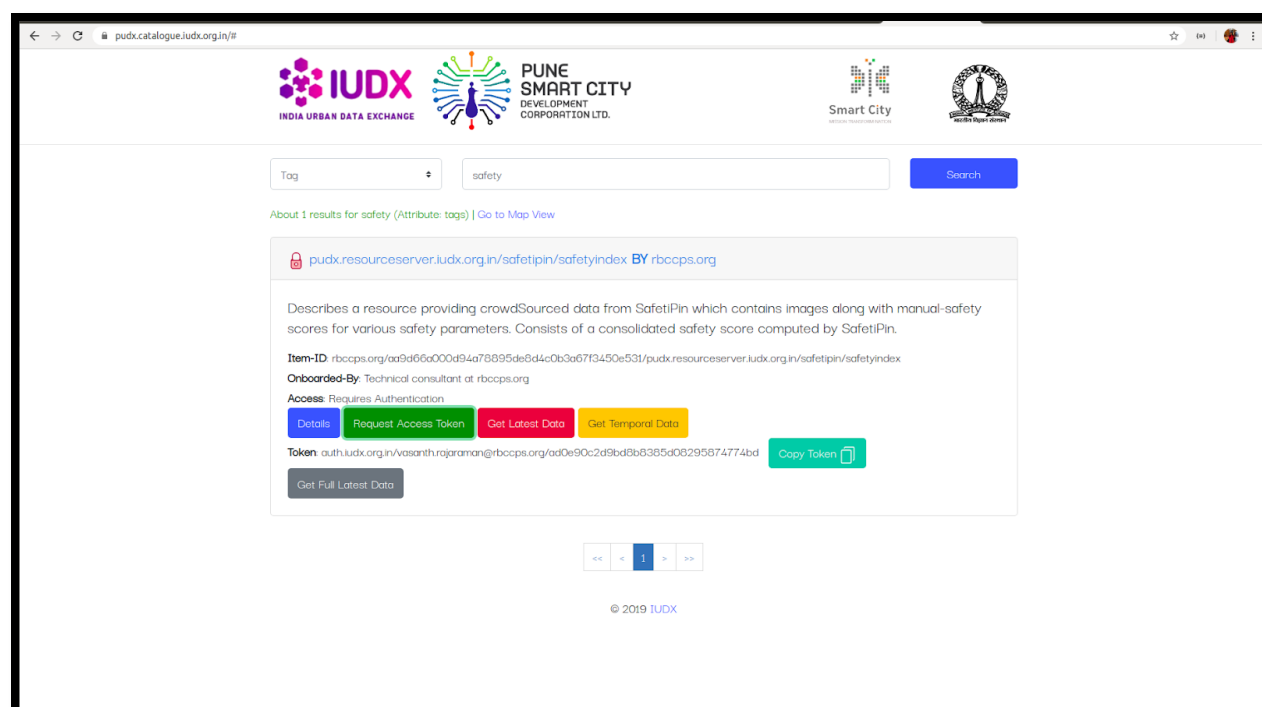 pudx.catalogue.iudx.org.in/#
IUDX
INDIA URBAN DATA EXCHANGE
PUNE
SMART CITY
DEVELOPMENT
CORPORATION LTD.
Smart City
भारतीय विज्ञान संस्थान
Tag
safety
Search
About 1 results for safety (Attribute: tags) | Go to Map View
pudx.resourceserver.iudx.org.in/safetipin/safetyindex BY rbccps.org
Describes a resource providing crowdSourced data from SafetiPin which contains images along with manual-safety
scores for various safety parameters. Consists of a consolidated safety score computed by SafetiPin.
Item-ID: rbccps.org/aa9d66a000d94a78895de8d4c0b3a67f3450e531/pudx.resourceserver.iudx.org.in/safetipin/safetyindex
Onboarded-By: Technical consultant at rbccps.org
Access: Requires Authentication
Details Request Access Token Get Latest Data Get Temporal Data
Token: auth.iudx.org.in/vasanth.rajaraman@rbccps.org/ad0e90c2d9bd8b8385d08295874774bd Copy Token
Get Full Latest Data
<< < 1 > >>
© 2019 IUDX